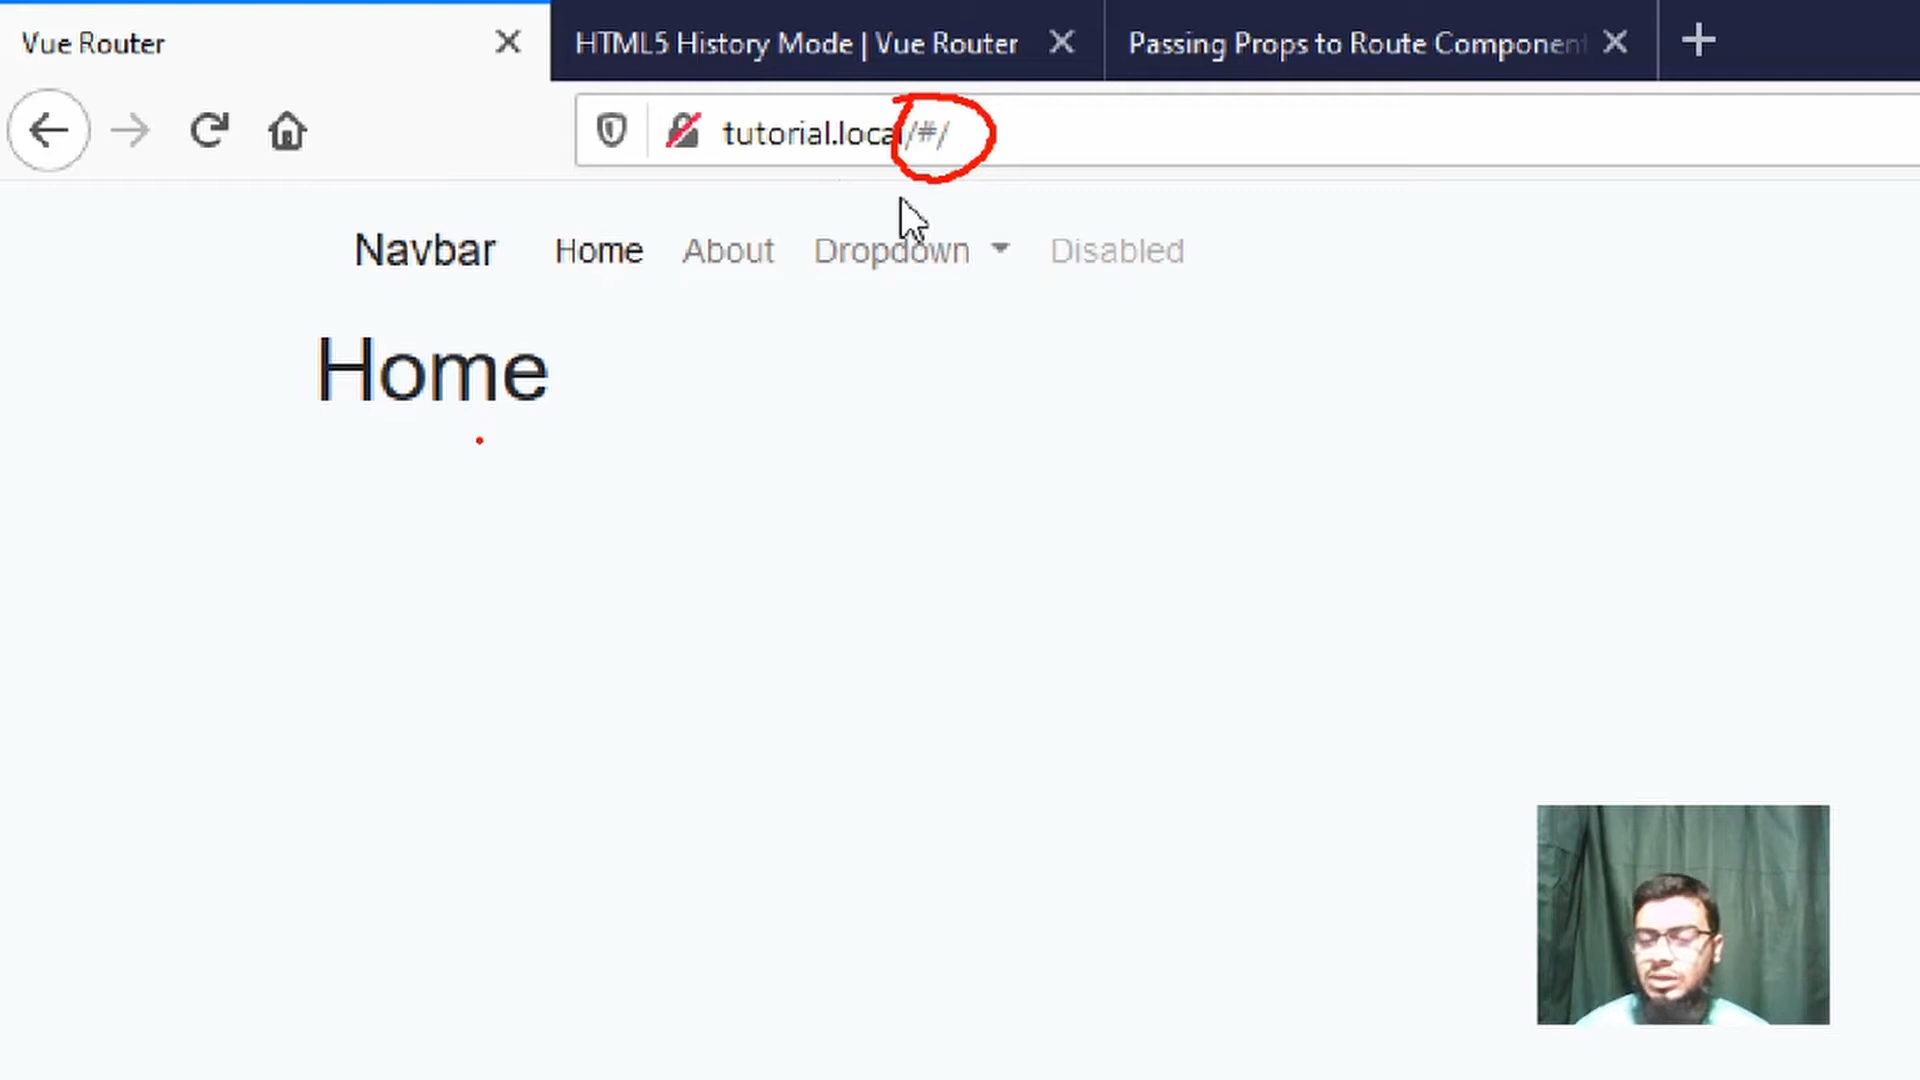 Vue Router
HTML5 History Mode | Vue Router
Passing Props to Route Component
tutorial.local/#/
Navbar Home About Dropdown Disabled
Home